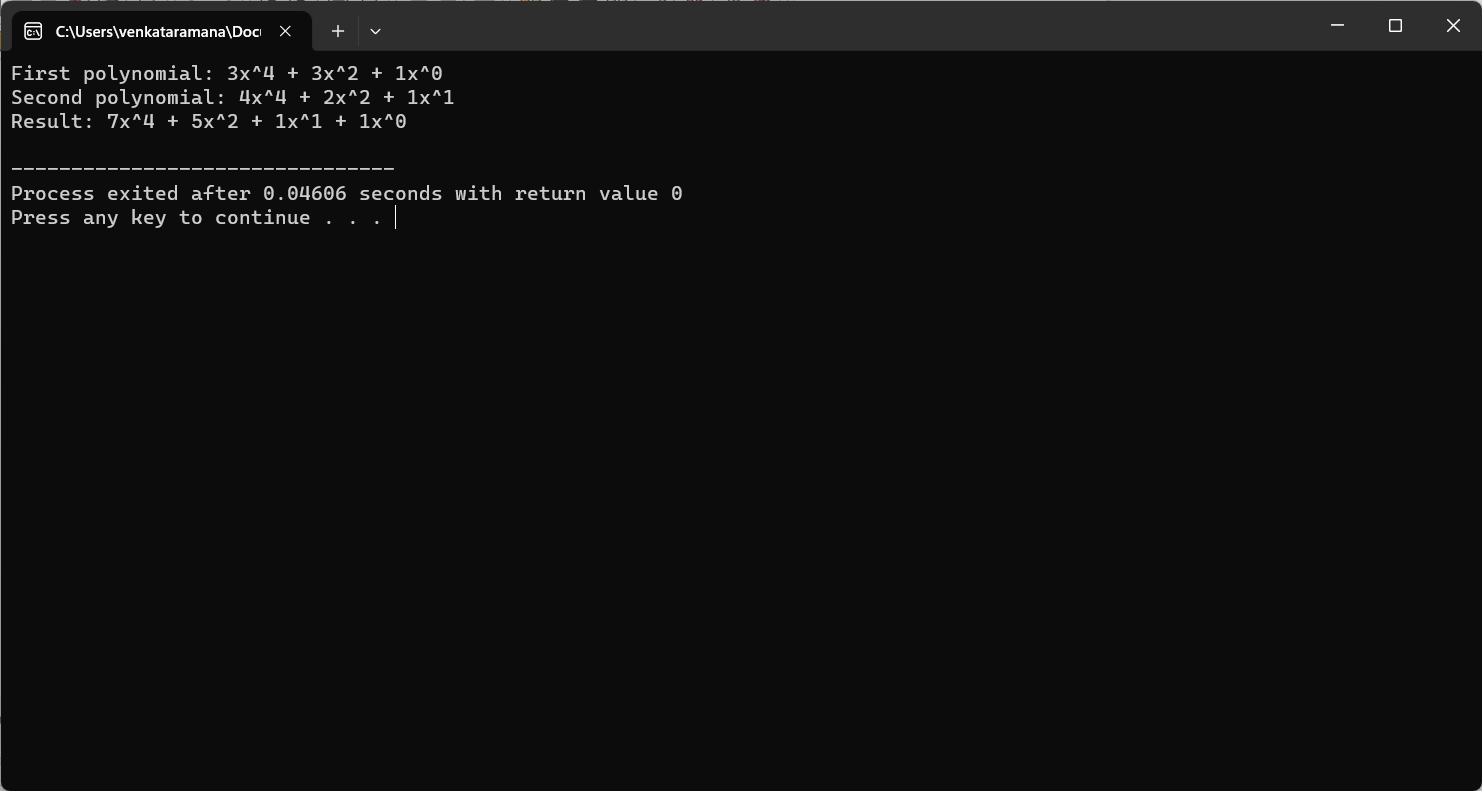 C:\Users\venkataramana\Doc
First polynomial: 3x^4 + 3x^2 + 1x^0
Second polynomial: 4x^4 + 2x^2 + 1x^1
Result: 7x^4 + 5x^2 + 1x^1 + 1x^0
--------------------------------
Process exited after 0.04606 seconds with return value 0
Press any key to continue . . .